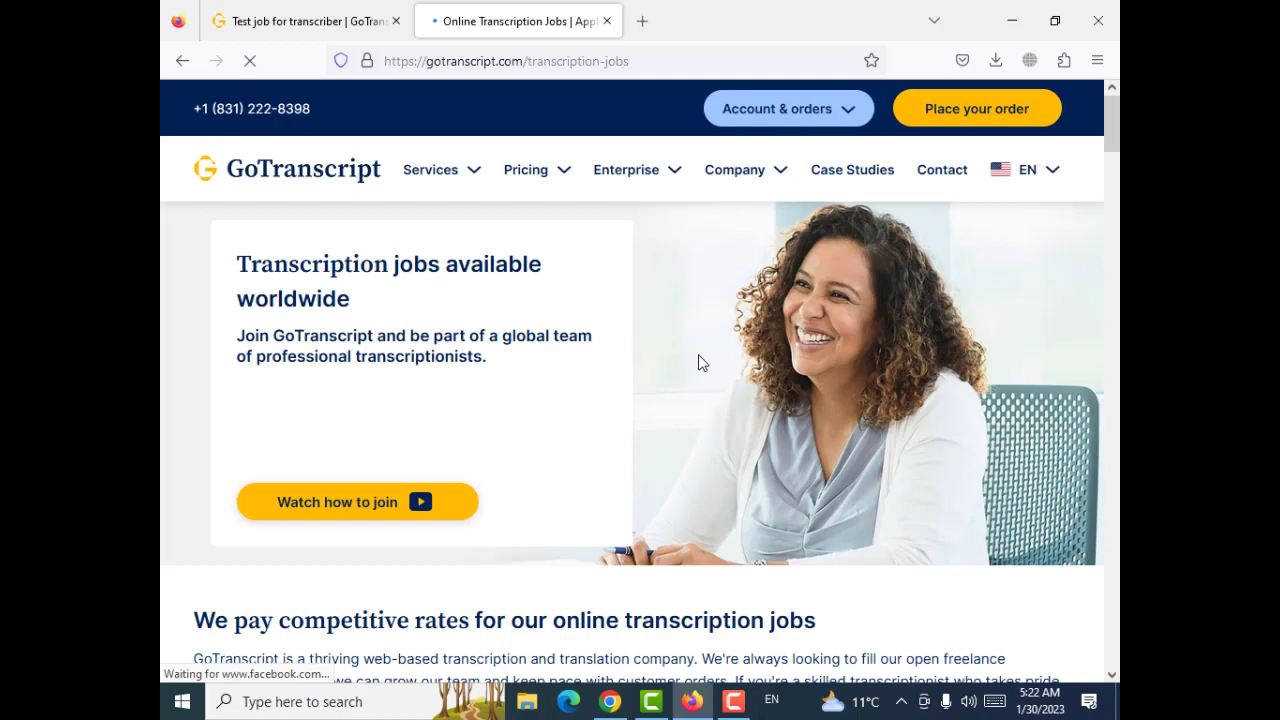 Test job for transcriber | GoTrans
Online Transcription Jobs | Appl
https://gotranscript.com/transcription-jobs
+1 (831) 222-8398
Account & orders
Place your order
GoTranscript
Services
Pricing
Enterprise
Company
Case Studies
Contact
EN
Transcription jobs available
worldwide
Join GoTranscript and be part of a global team
of professional transcriptionists.
Watch how to join
We pay competitive rates for our online transcription jobs
GoTranscript is a thriving web-based transcription and translation company. We're always looking to fill our open freelance
we can grow our team and keep pace with customer orders. If you're a skilled transcriptionist who takes pride
Waiting for www.facebook.com...
Type here to search
EN
11°C
5:22 AM
1/30/2023